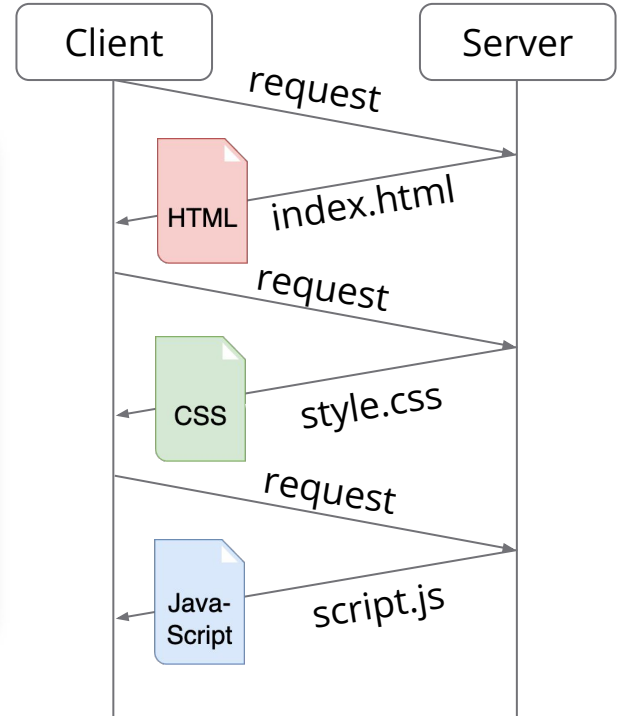 Client
Server
request
HTML
index.html
request
CSS
style.css
request
Java-
Script
script.js